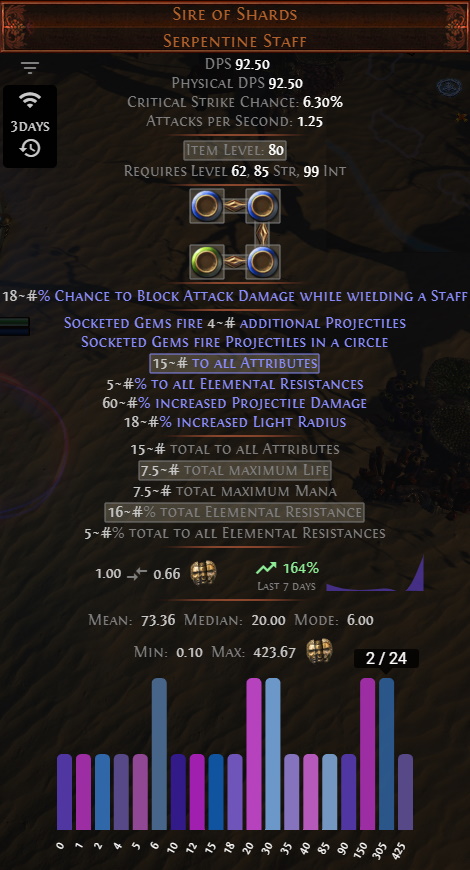 Sire of Shards
Serpentine Staff
DPS 92.50
Physical DPS 92.50
Critical Strike Chance: 6.30%
Attacks per Second: 1.25
3days
Item Level: 80
Requires Level 62, 85 Str, 99 Int
18~#% Chance to Block Attack Damage while wielding a Staff
Socketed Gems fire 4~# additional Projectiles
Socketed Gems fire Projectiles in a circle
15~# to all Attributes
5~#% to all Elemental Resistances
60~#% increased Projectile Damage
18~#% increased Light Radius
15~# total to all Attributes
7.5~# total maximum Life
7.5~# total maximum Mana
16~#% total Elemental Resistance
5~#% total to all Elemental Resistances
1.00 0.66 164%
Last 7 days
Mean: 73.36 Median: 20.00 Mode: 6.00
Min: 0.10 Max: 423.67
2 / 24
0 1 2 4 5 6 10 12 15 18 20 30 35 40 85 90 150 305 425